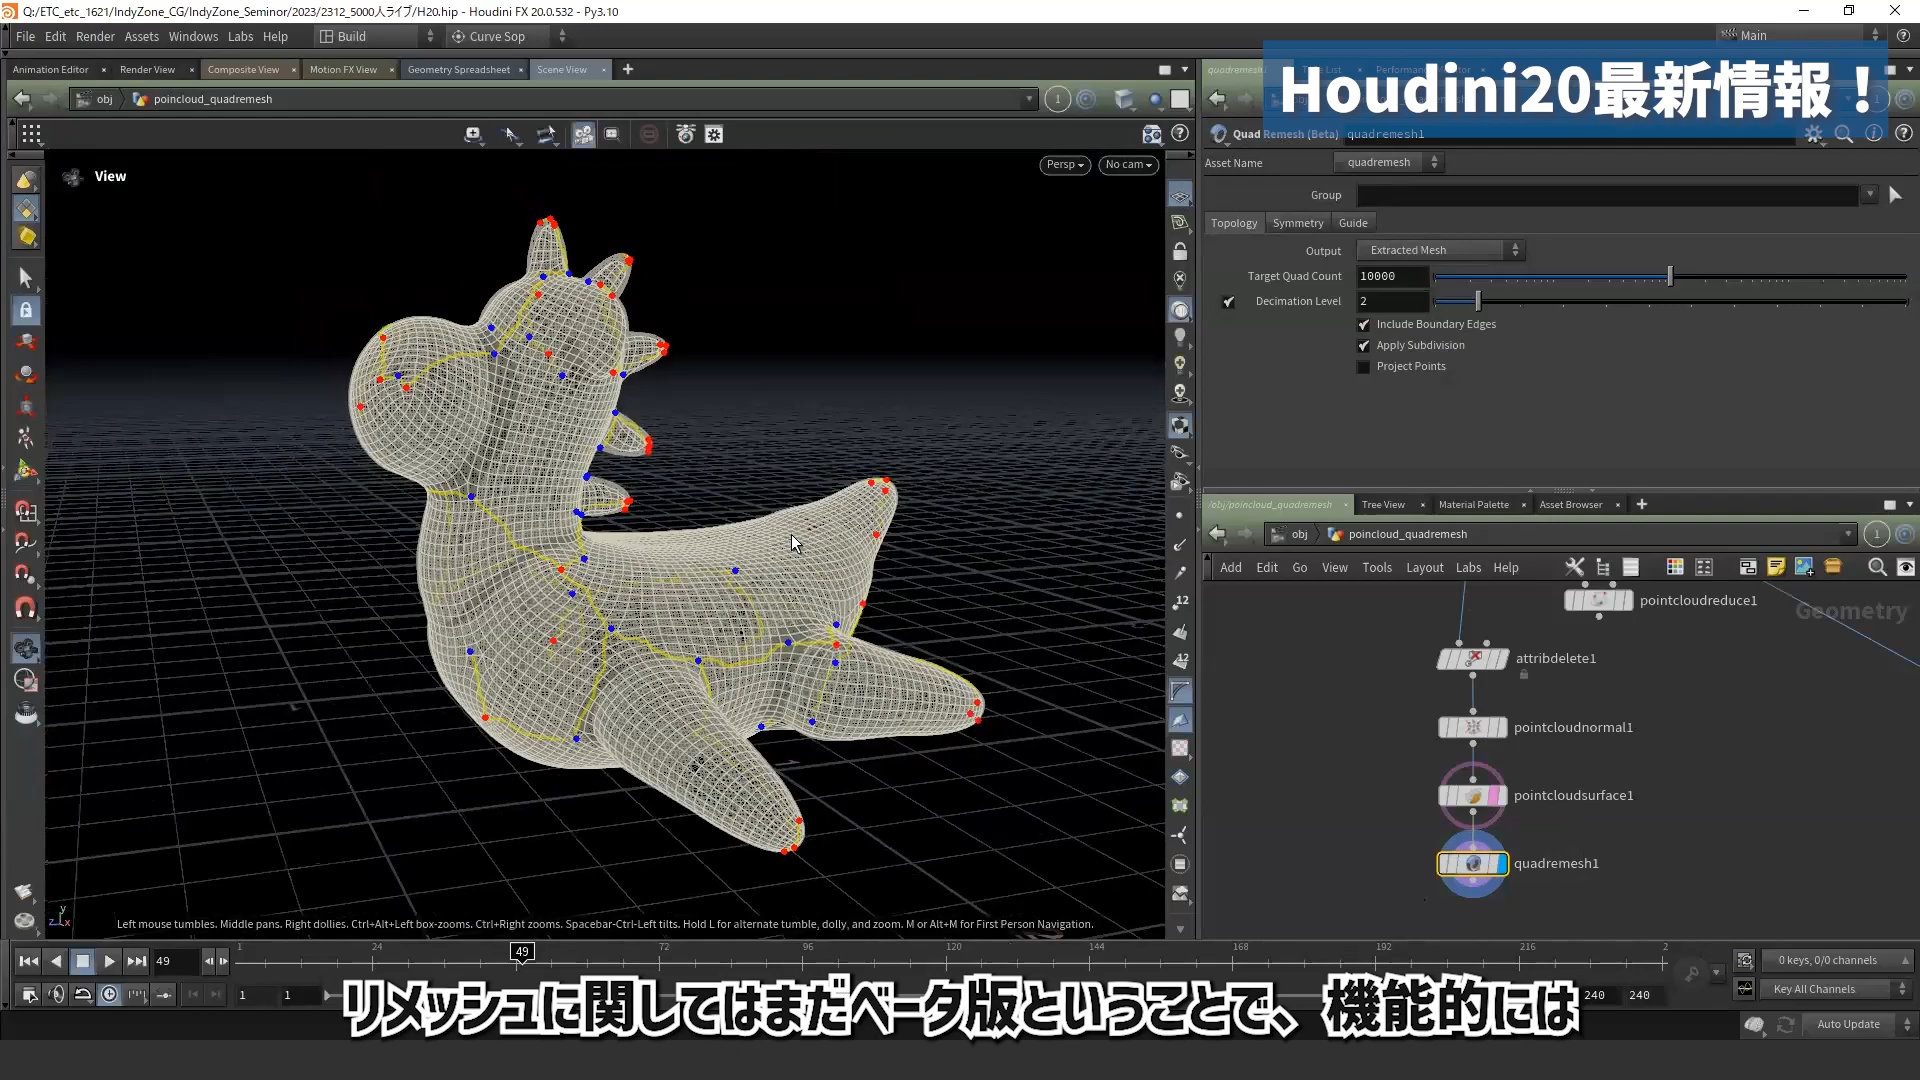 Q:/ETC_etc_1621/IndyZone_CG/IndyZone_Seminor/2023/2312_5000人ライブ/H20.hip - Houdini FX 20.0.532 - Py3.10
File Edit Render Assets Windows Labs Help
Build
Curve Sop
Main
Animation Editor
Render View
Composite View
Motion FX View
Geometry Spreadsheet
Scene View
obj
poincloud_quadremesh
1
View
Persp
No cam
Left mouse tumbles. Middle pans. Right dollies. Ctrl+Alt+Left box-zooms. Ctrl+Right zooms. Spacebar-Ctrl-Left tilts. Hold L for alternate tumble, dolly, and zoom. M or Alt+M for First Person Navigation.
y
z
x
12
12
Houdini20最新情報！
Quad Remesh (Beta) quadremesh1
Asset Name quadremesh
Group
Topology Symmetry Guide
Output Extracted Mesh
Target Quad Count 10000
Decimation Level 2
Include Boundary Edges
Apply Subdivision
Project Points
/obj/poincloud_quadremesh
Tree View
Material Palette
Asset Browser
obj
poincloud_quadremesh
1
Add Edit Go View Tools Layout Labs Help
Geometry
pointcloudreduce1
attribdelete1
pointcloudnormal1
pointcloudsurface1
quadremesh1
49
1
24
49
72
96
120
144
168
192
216
2
0 keys, 0/0 channels
1
1
240
240
Key All Channels
Auto Update
リメッシュに関してはまだベータ版ということで、機能的には